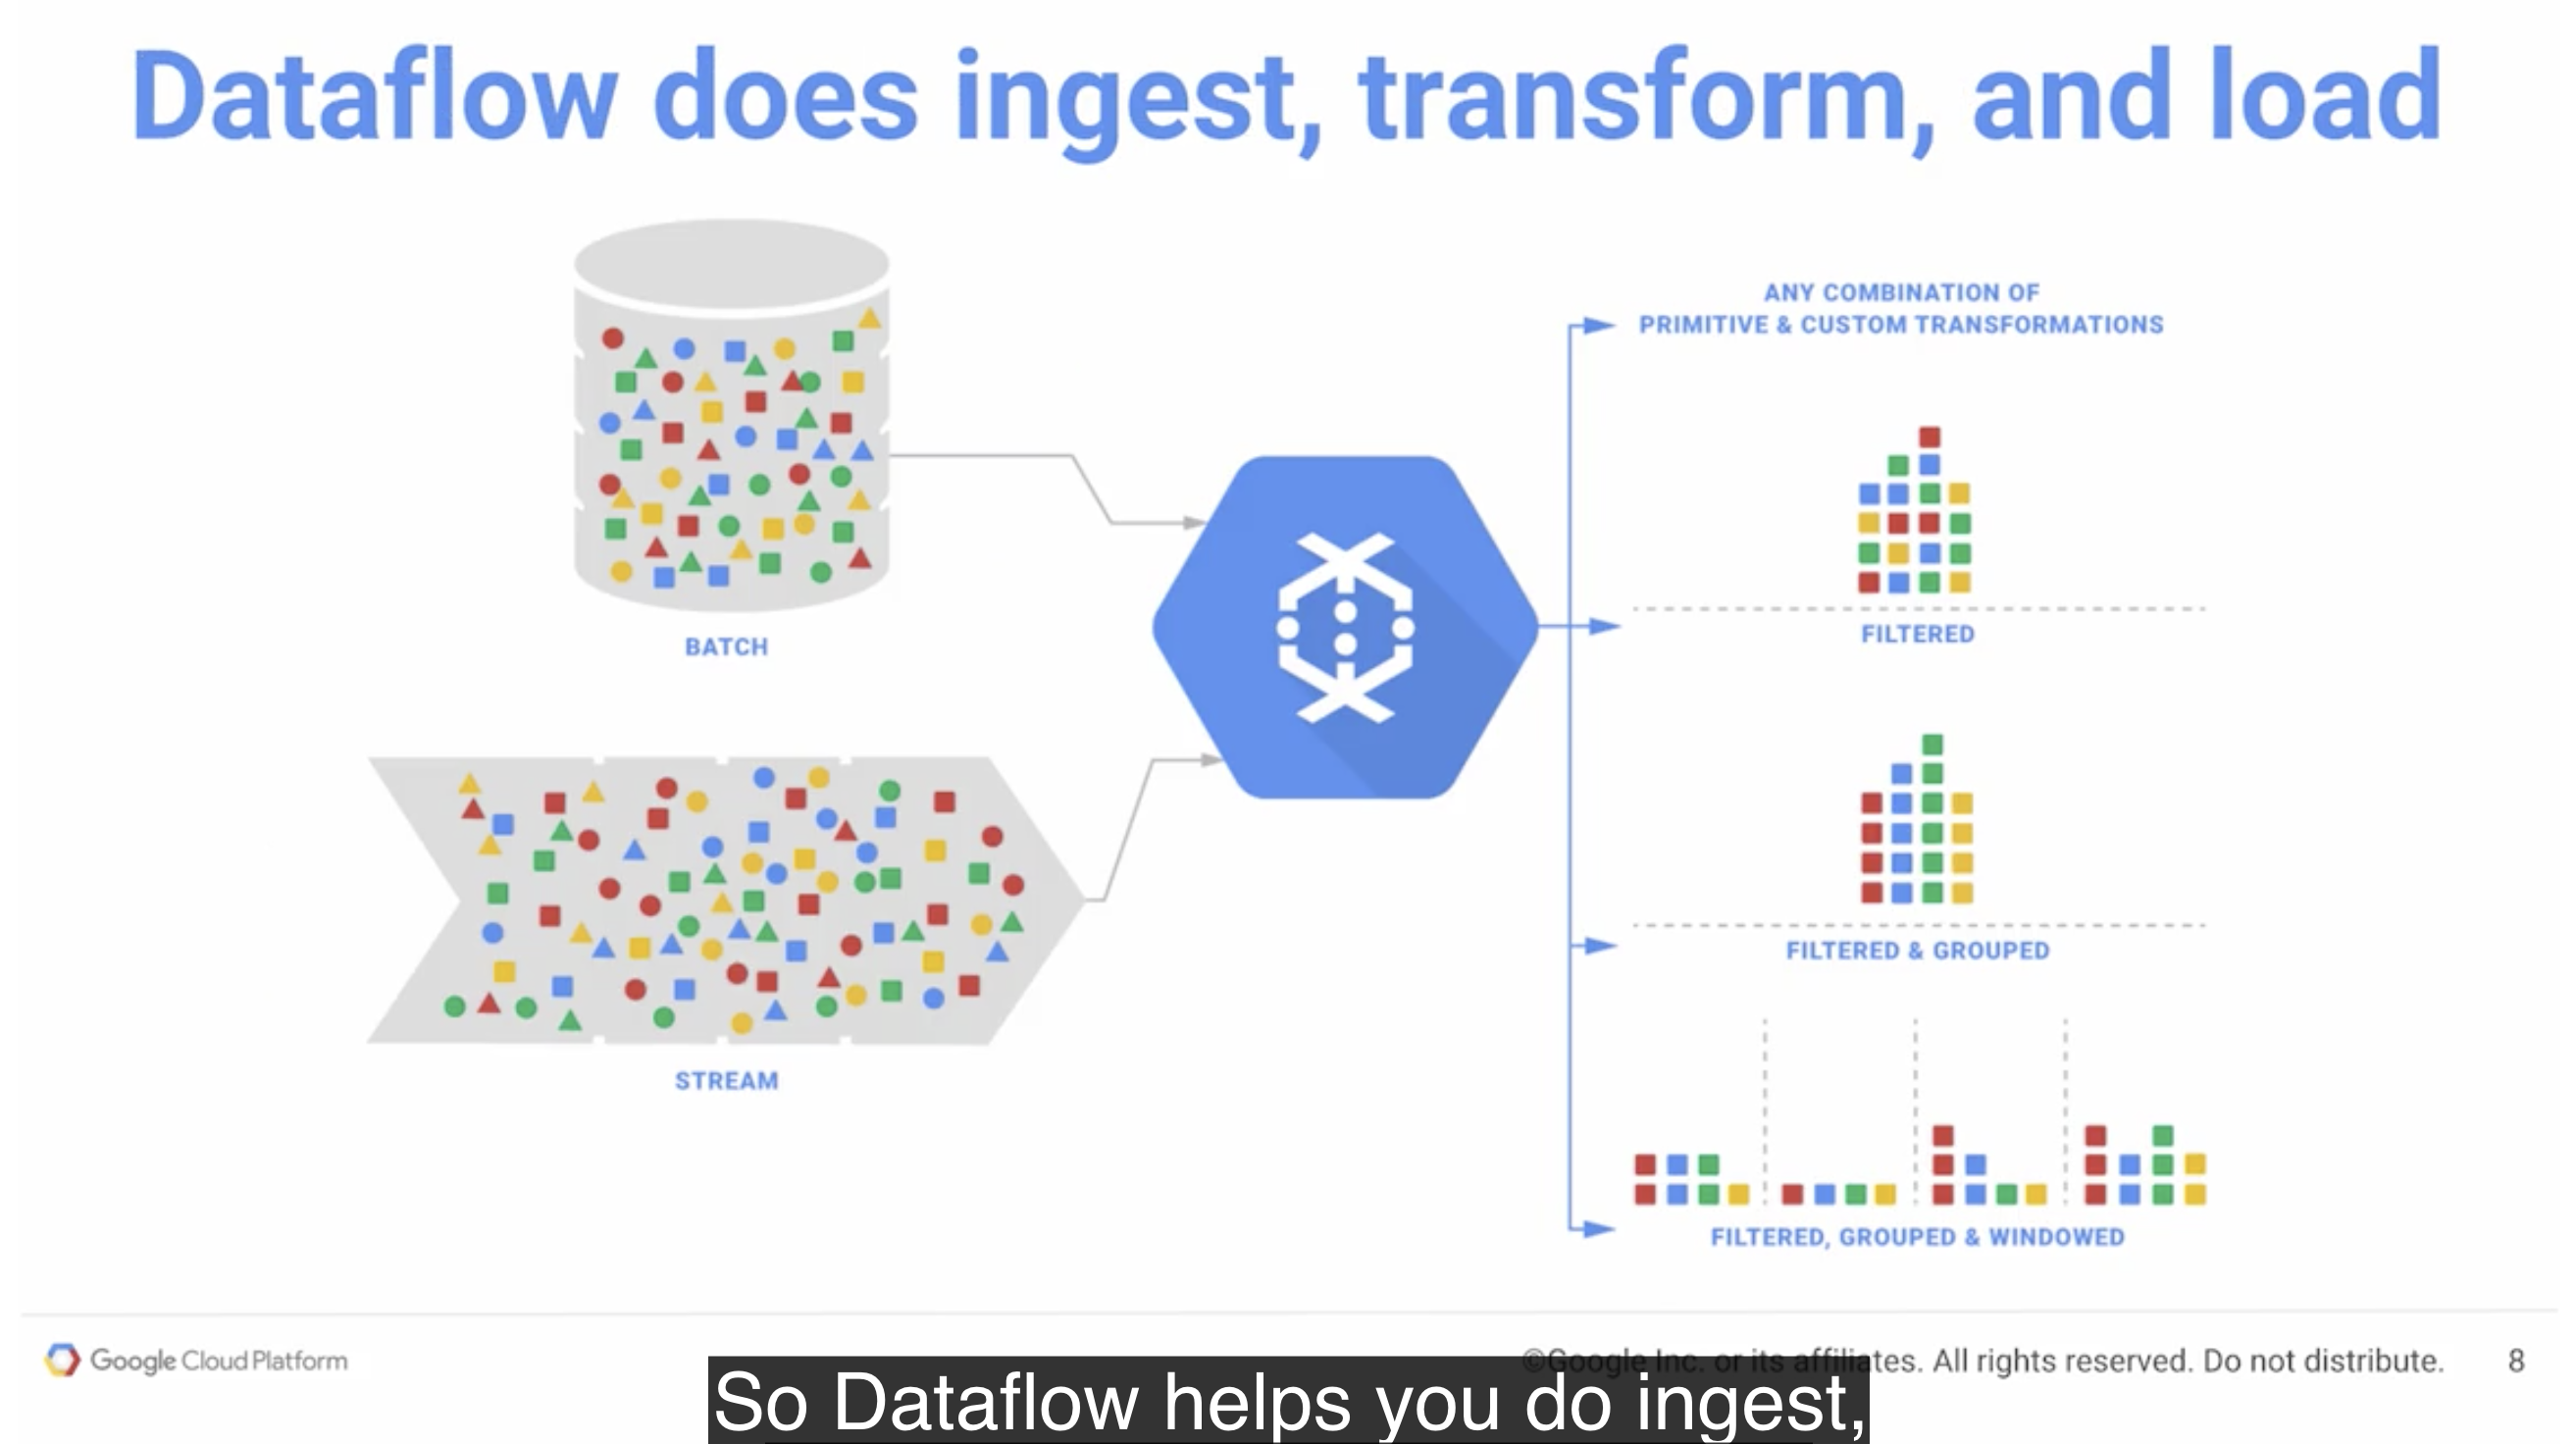 Dataflow does ingest, transform, and load
BATCH
STREAM
ANY COMBINATION OF
PRIMITIVE & CUSTOM TRANSFORMATIONS
FILTERED
FILTERED & GROUPED
FILTERED, GROUPED & WINDOWED
Google Cloud Platform
©Google Inc. or its affiliates. All rights reserved. Do not distribute.
8
So Dataflow helps you do ingest,